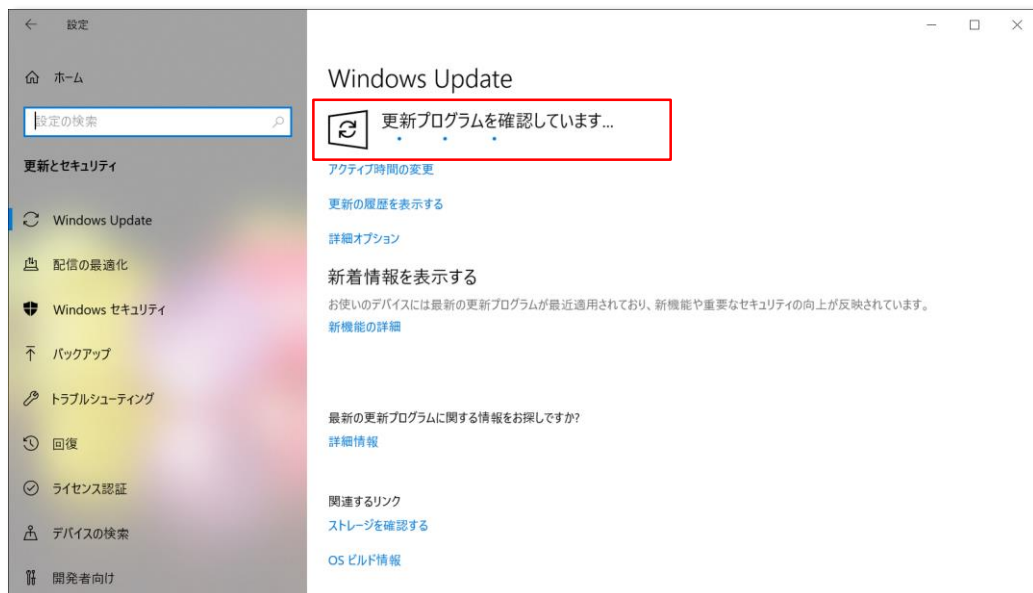 設定
ホーム
設定の検索
更新とセキュリティ
Windows Update
配信の最適化
Windows セキュリティ
バックアップ
トラブルシューティング
回復
ライセンス認証
デバイスの検索
開発者向け
Windows Update
更新プログラムを確認しています...
アクティブ時間の変更
更新の履歴を表示する
詳細オプション
新着情報を表示する
お使いのデバイスには最新の更新プログラムが最近適用されており、新機能や重要なセキュリティの向上が反映されています。
新機能の詳細
最新の更新プログラムに関する情報をお探しですか?
詳細情報
関連するリンク
ストレージを確認する
OS ビルド情報